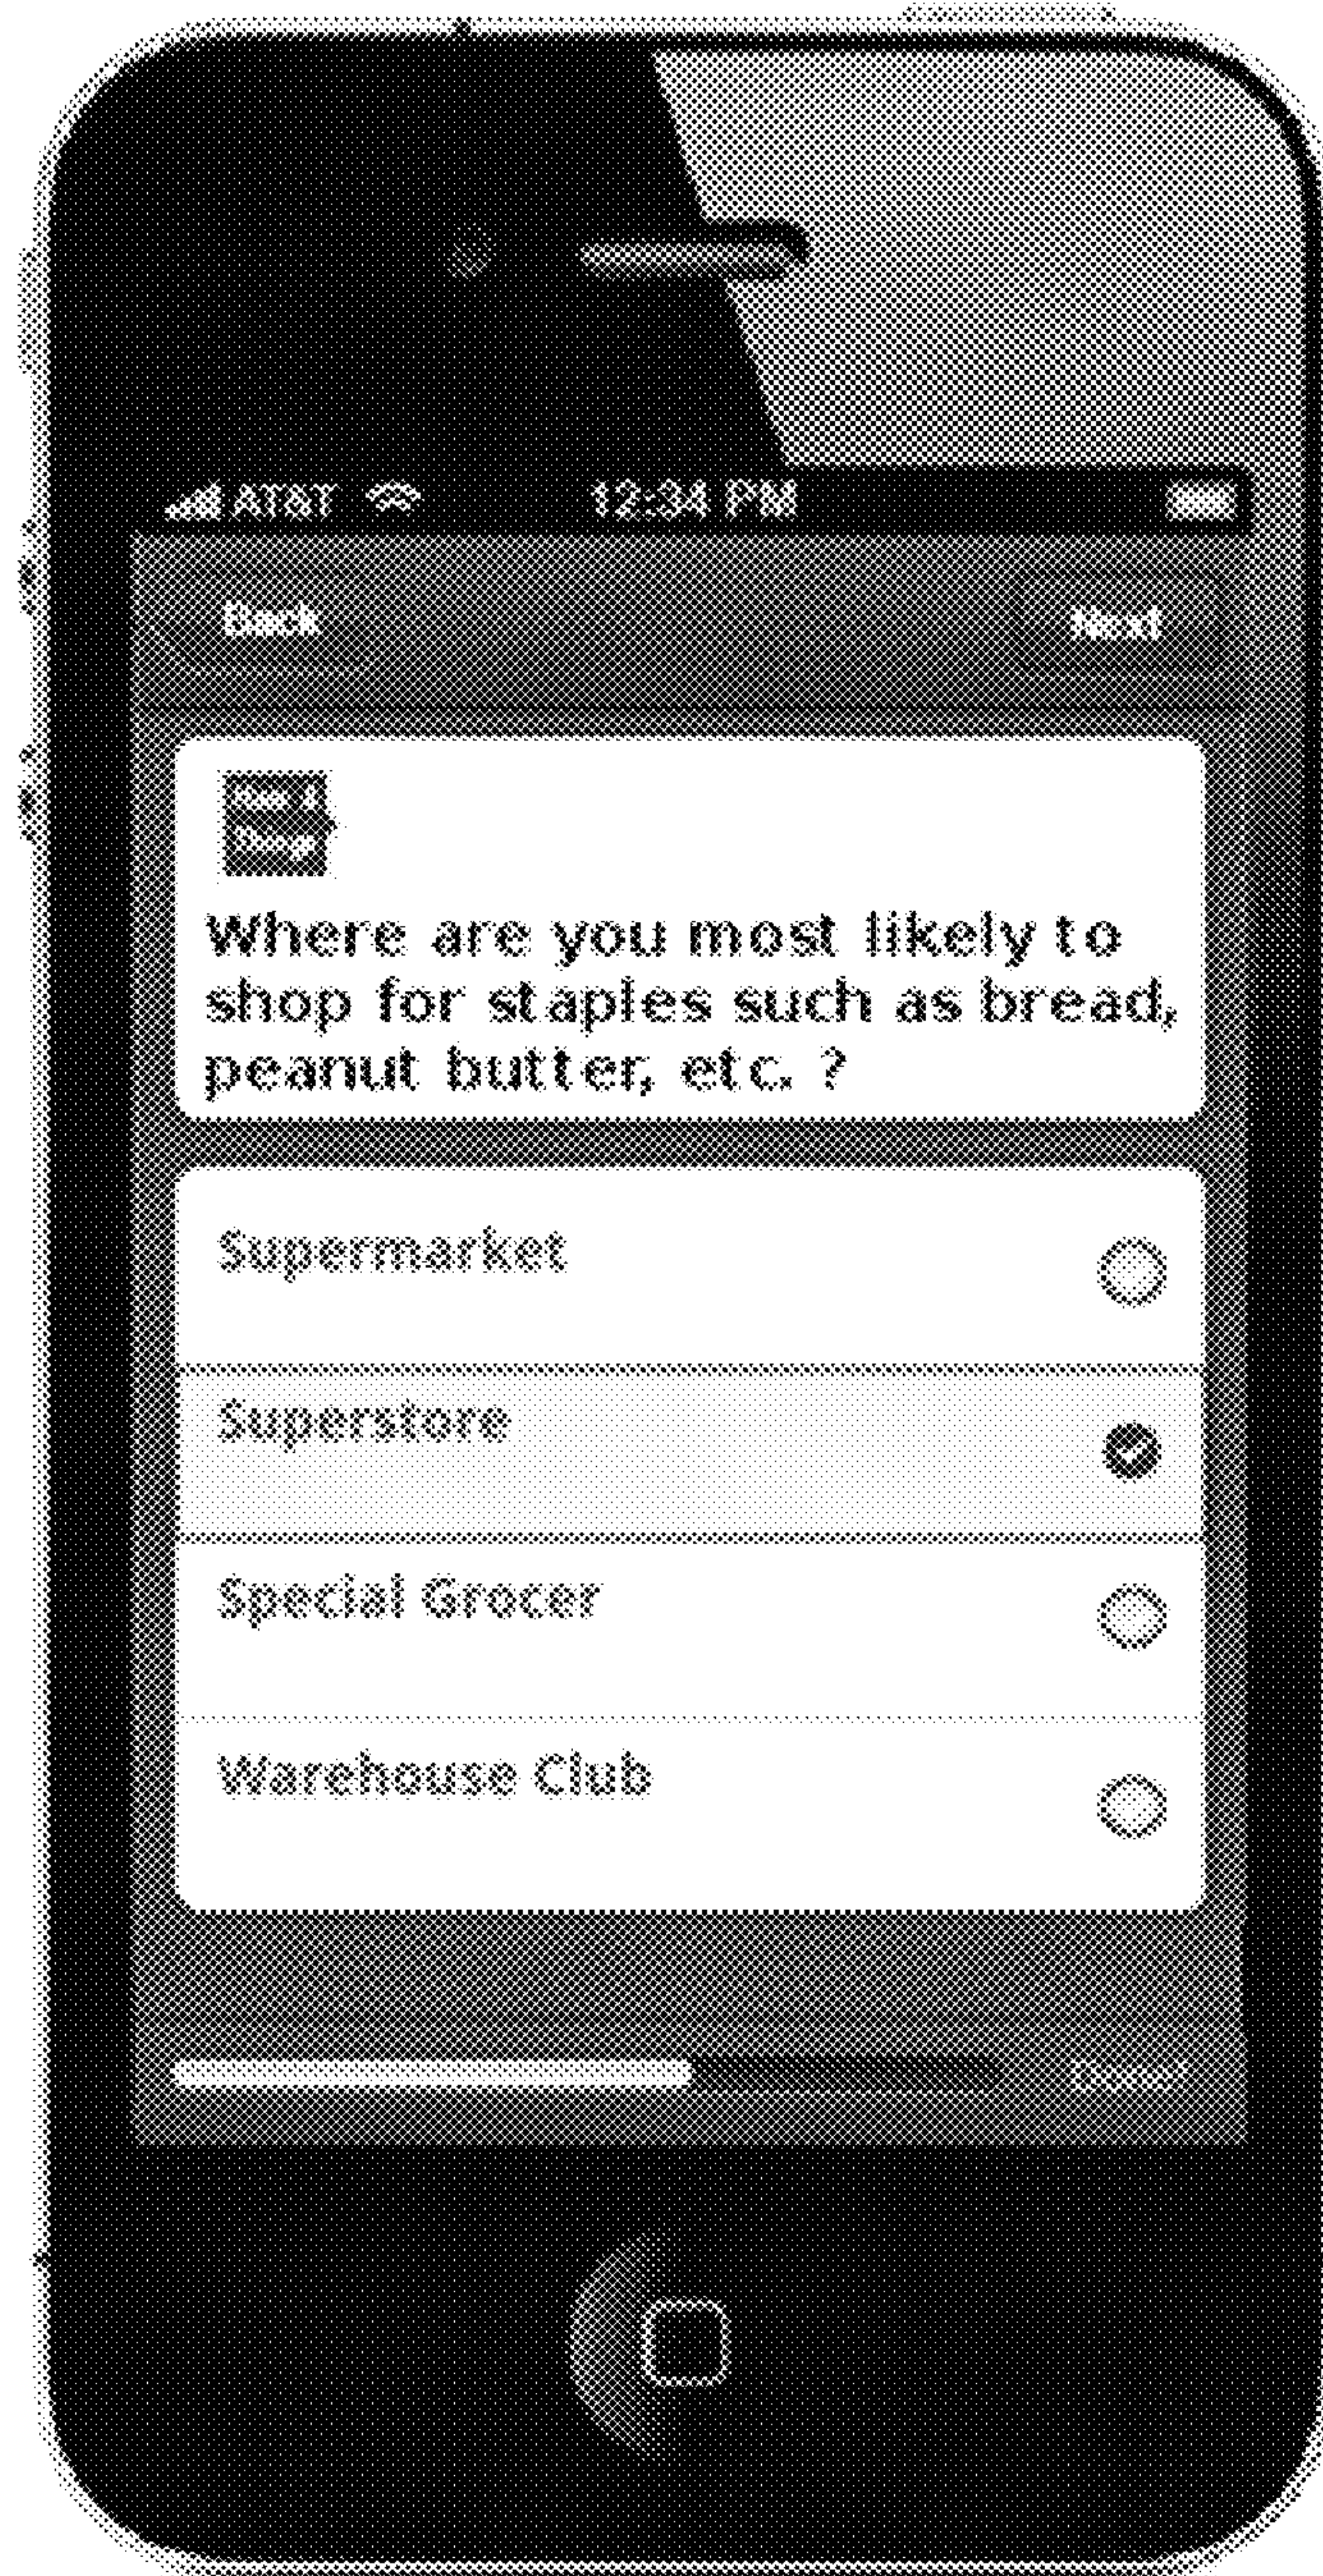 AT&T 12:34 PM
Back Next
Where are you most likely to
shop for staples such as bread,
peanut butter, etc. ?
Supermarket
Superstore
Special Grocer
Warehouse Club